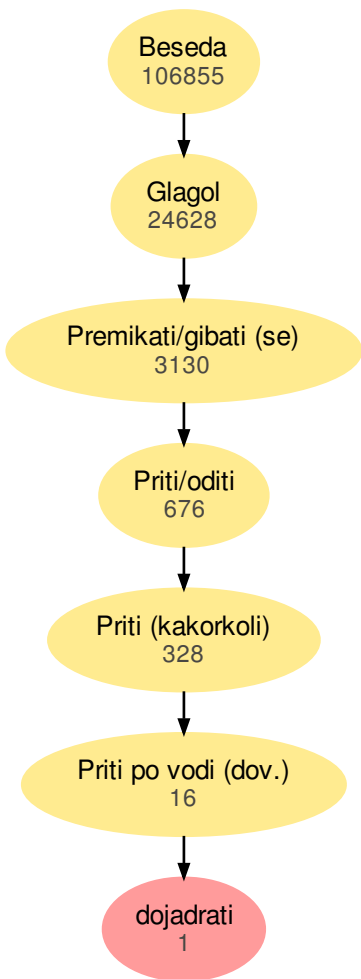 Beseda
106855
Glagol
24628
Premikati/gibati (se)
3130
Priti/oditi
676
Priti (kakorkoli)
328
Priti po vodi (dov.)
16
dojadrati
1